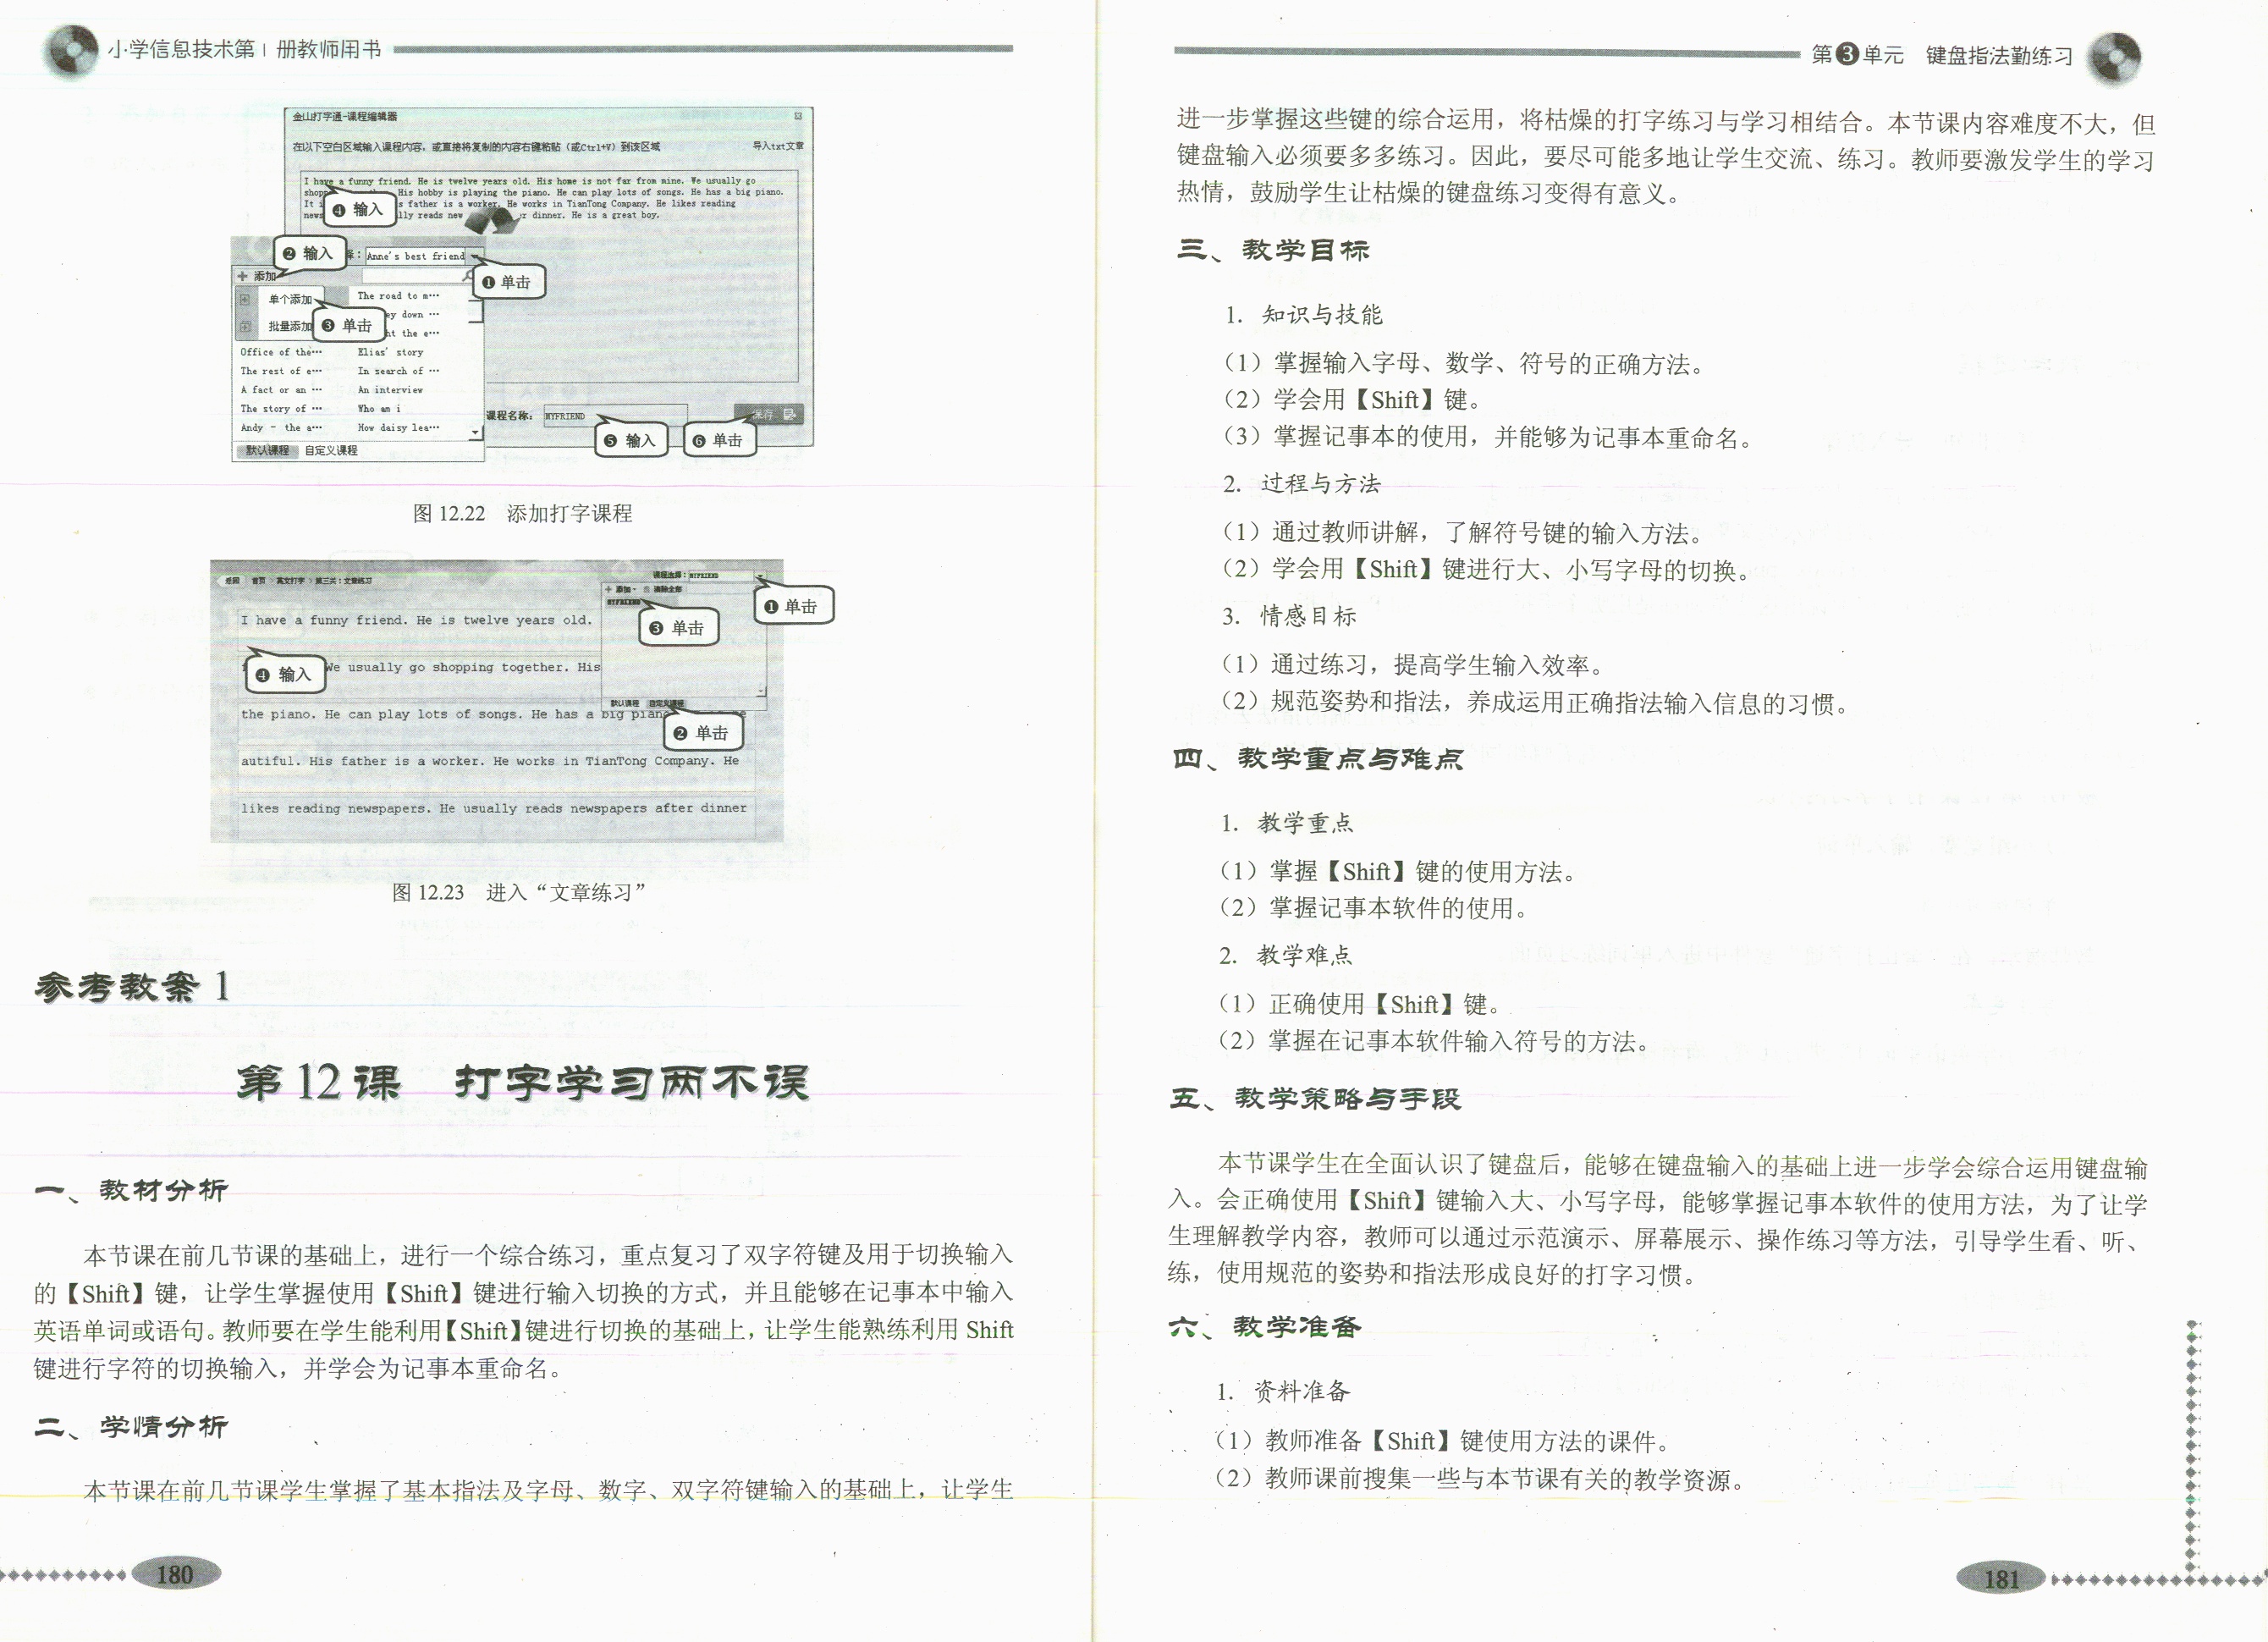 小学信息技术第1册教师用书
金山打字通-课程编辑器
在以下空白区域输入课程内容，或直接将复制的内容右键粘贴（或Ctrl+V）到该区域 导入txt文章
I have a funny friend. He is twelve years old. His home is not far from mine. We usually go
shopp His hobby is playing the piano. He can play lots of songs. He has a big piano.
It i s father is a worker. He works in TianTong Company. He likes reading
news lly reads new r dinner. He is a great boy.
❹ 输入
❷ 输入
Anne's best friend
❶ 单击
添加
单个添加
The road to m…
ey down …
批量添加
❸ 单击
ht the e…
Office of the… Elias' story
The rest of e… In search of …
A fact or an … An interview
The story of … Who am i
Andy - the a… How daisy lea…
默认课程 自定义课程
课程名称： MYFRIEND
保存
❺ 输入
❻ 单击
图 12.22　添加打字课程
返回 首页 > 英文打字 > 第三关：文章练习
课程选择：MYFRIEND
添加 清除全部
MYFRIEND
❶ 单击
I have a funny friend. He is twelve years old.
❸ 单击
We usually go shopping together. His
❹ 输入
默认课程 自定义课程
the piano. He can play lots of songs. He has a big pian
❷ 单击
autiful. His father is a worker. He works in TianTong Company. He
likes reading newspapers. He usually reads newspapers after dinner
图 12.23　进入“文章练习”
参考教案 1
第 12 课　打字学习两不误
一、教材分析
本节课在前几节课的基础上，进行一个综合练习，重点复习了双字符键及用于切换输入
的【Shift】键，让学生掌握使用【Shift】键进行输入切换的方式，并且能够在记事本中输入
英语单词或语句。教师要在学生能利用【Shift】键进行切换的基础上，让学生能熟练利用 Shift
键进行字符的切换输入，并学会为记事本重命名。
二、学情分析
本节课在前几节课学生掌握了基本指法及字母、数字、双字符键输入的基础上，让学生
180
第❸单元　键盘指法勤练习
进一步掌握这些键的综合运用，将枯燥的打字练习与学习相结合。本节课内容难度不大，但
键盘输入必须要多多练习。因此，要尽可能多地让学生交流、练习。教师要激发学生的学习
热情，鼓励学生让枯燥的键盘练习变得有意义。
三、教学目标
1. 知识与技能
（1）掌握输入字母、数学、符号的正确方法。
（2）学会用【Shift】键。
（3）掌握记事本的使用，并能够为记事本重命名。
2. 过程与方法
（1）通过教师讲解，了解符号键的输入方法。
（2）学会用【Shift】键进行大、小写字母的切换。
3. 情感目标
（1）通过练习，提高学生输入效率。
（2）规范姿势和指法，养成运用正确指法输入信息的习惯。
四、教学重点与难点
1. 教学重点
（1）掌握【Shift】键的使用方法。
（2）掌握记事本软件的使用。
2. 教学难点
（1）正确使用【Shift】键。
（2）掌握在记事本软件输入符号的方法。
五、教学策略与手段
本节课学生在全面认识了键盘后，能够在键盘输入的基础上进一步学会综合运用键盘输
入。会正确使用【Shift】键输入大、小写字母，能够掌握记事本软件的使用方法，为了让学
生理解教学内容，教师可以通过示范演示、屏幕展示、操作练习等方法，引导学生看、听、
练，使用规范的姿势和指法形成良好的打字习惯。
六、教学准备
1. 资料准备
（1）教师准备【Shift】键使用方法的课件。
（2）教师课前搜集一些与本节课有关的教学资源。
181